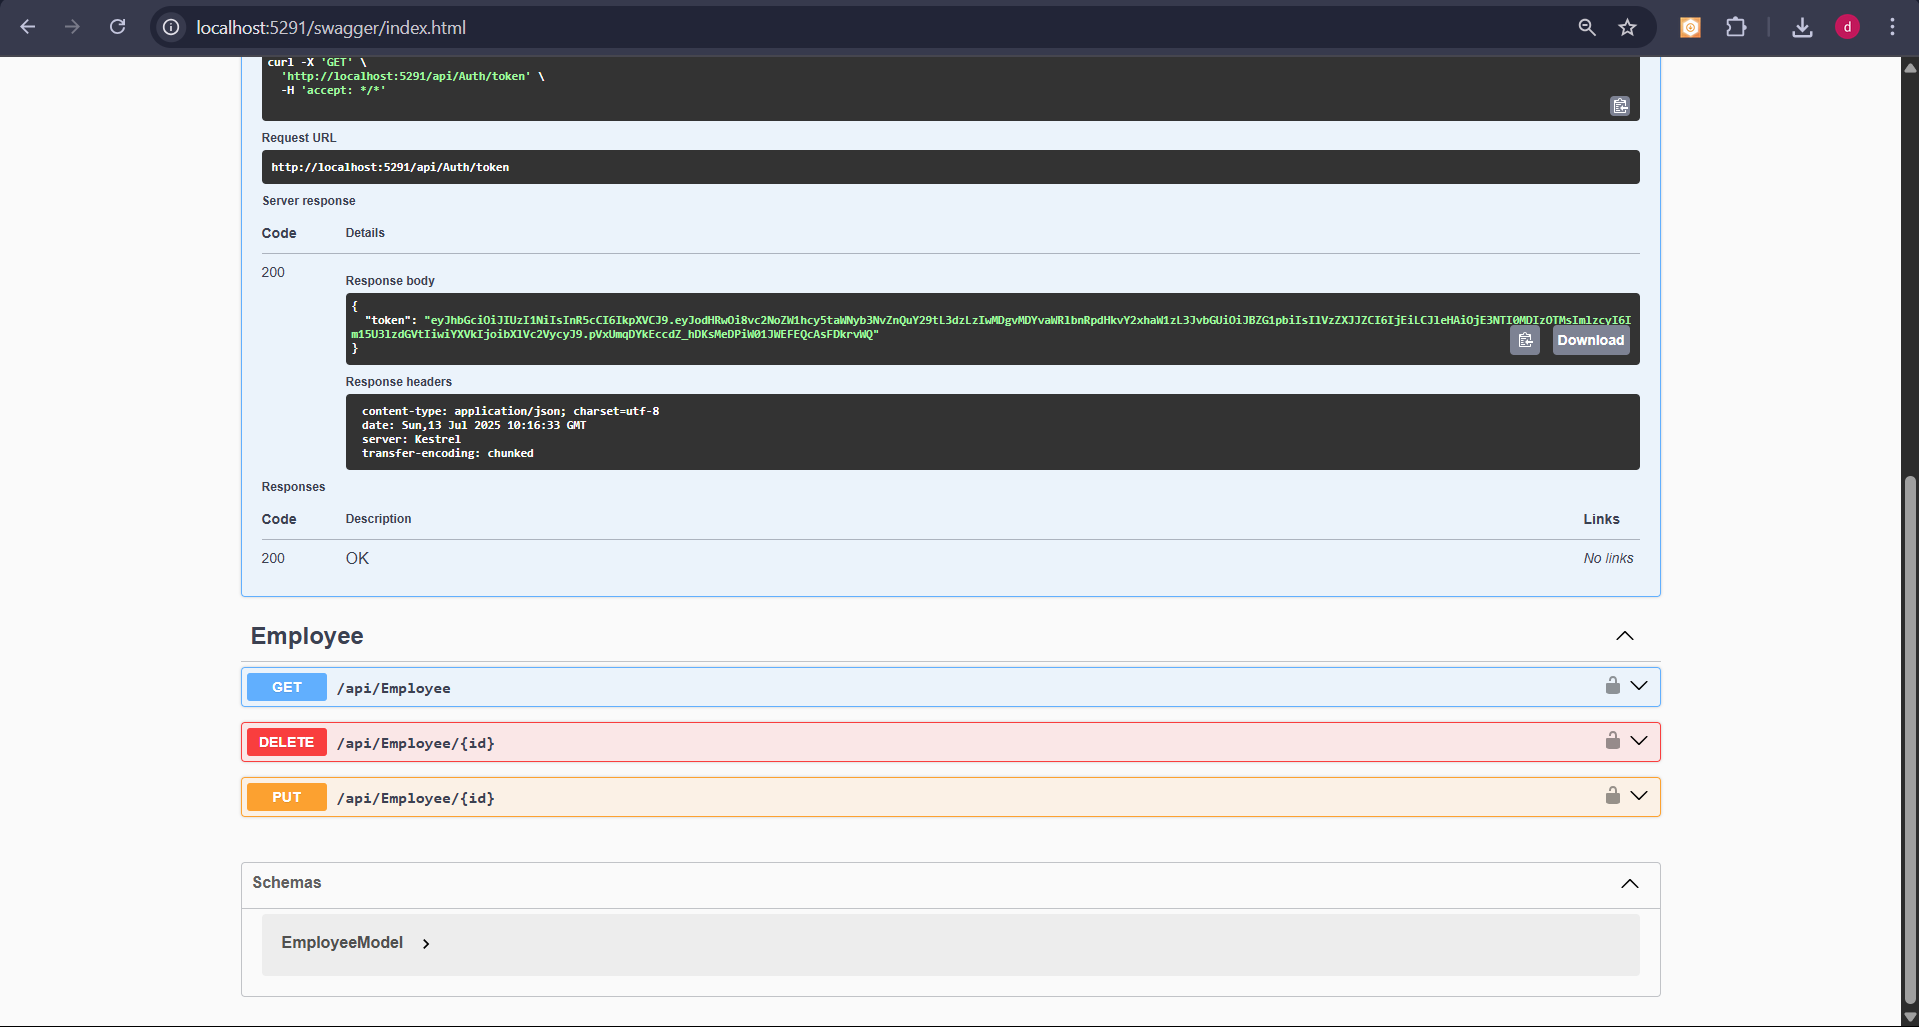 localhost:5291/swagger/index.html
d
curl -X 'GET' \
'http://localhost:5291/api/Auth/token' \
-H 'accept: */*'
Request URL
http://localhost:5291/api/Auth/token
Server response
Code Details
200
Response body
{
"token": "eyJhbGciOiJIUzI1NiIsInR5cCI6IkpXVCJ9.eyJodHRwOi8vc2NoZW1hcy5taWNyb3NvZnQuY29tL3dzLzIwMDgvMDYvaWRlbnRpdHkvY2xhaW1zL3JvbGUiOiJBZG1pbiIsIlVzZXJJZCI6IjEiLCJleHAiOjE3NTI0MDIzOTMsImlzcyI6I
m15U3lzdGVtIiwiYXVkIjoibXlVc2VycyJ9.pVxUmqDYkEccdZ_hDKsMeDPiW01JWEFEQcAsFDkrvWQ"
}
Download
Response headers
content-type: application/json; charset=utf-8
date: Sun,13 Jul 2025 10:16:33 GMT
server: Kestrel
transfer-encoding: chunked
Responses
Code Description Links
200 OK No links
Employee
GET /api/Employee
DELETE /api/Employee/{id}
PUT /api/Employee/{id}
Schemas
EmployeeModel